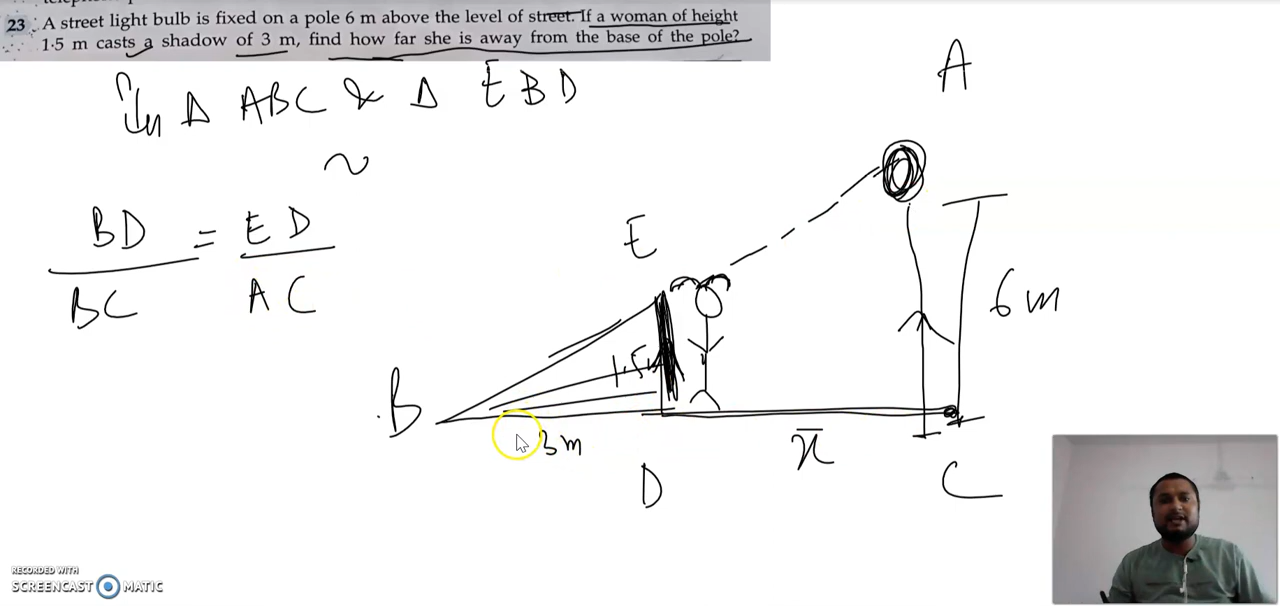 23. A street light bulb is fixed on a pole 6 m above the level of street. If a woman of height
1·5 m casts a shadow of 3 m, find how far she is away from the base of the pole?
In Δ ABC & Δ EBD
~
BD = ED
BC AC
A
E
6m
1.5
B
3m
x
D
C
RECORDED WITH
SCREENCAST MATIC